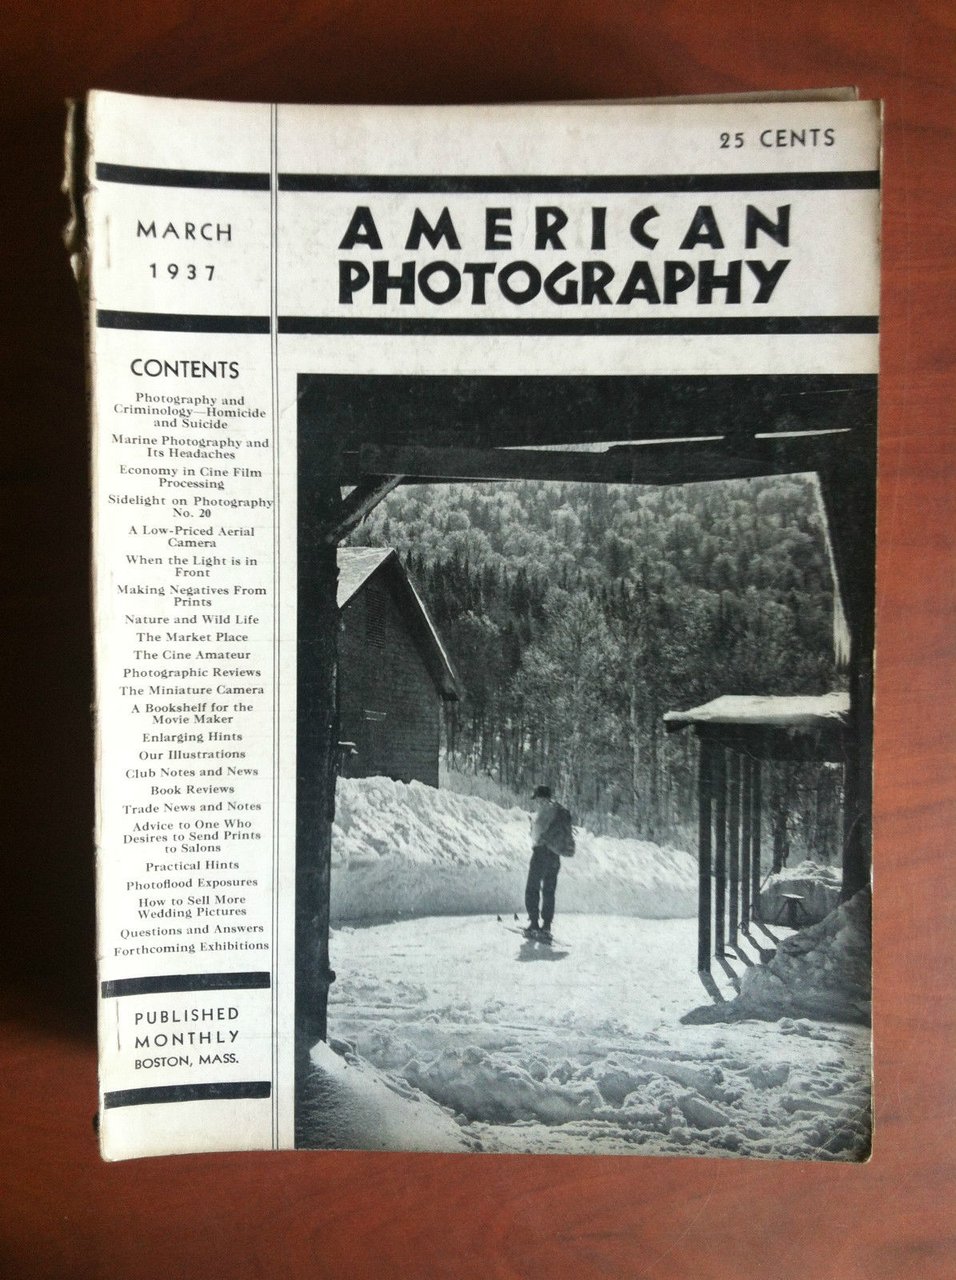 25 CENTS
MARCH
1937
AMERICAN
PHOTOGRAPHY
CONTENTS
Photography and
Criminology—Homicide
and Suicide
Marine Photography and
Its Headaches
Economy in Cine Film
Processing
Sidelight on Photography
No. 20
A Low-Priced Aerial
Camera
When the Light is in
Front
Making Negatives From
Prints
Nature and Wild Life
The Market Place
The Cine Amateur
Photographic Reviews
The Miniature Camera
A Bookshelf for the
Movie Maker
Enlarging Hints
Our Illustrations
Club Notes and News
Book Reviews
Trade News and Notes
Advice to One Who
Desires to Send Prints
to Salons
Practical Hints
Photoflood Exposures
How to Sell More
Wedding Pictures
Questions and Answers
Forthcoming Exhibitions
PUBLISHED
MONTHLY
BOSTON, MASS.